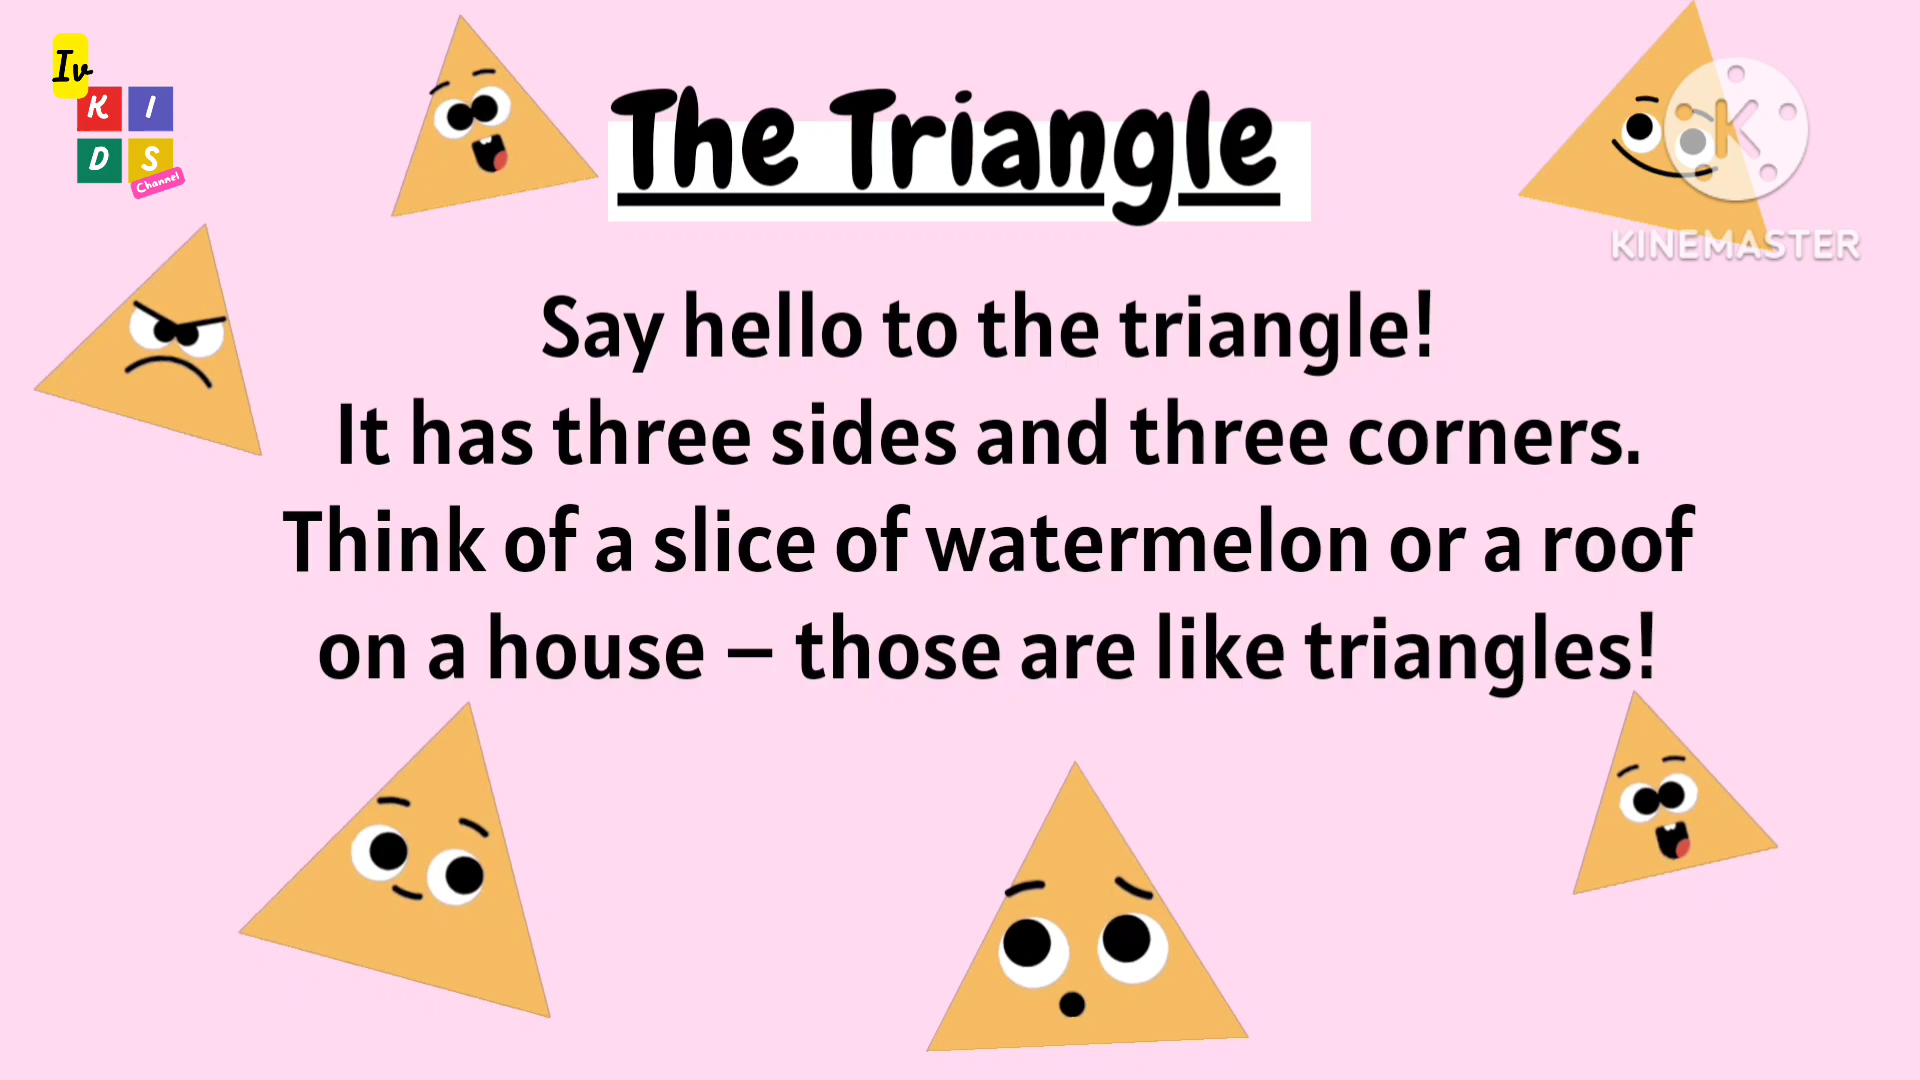 Iv
K I
D S
Channel
The Triangle
K
KINEMASTER
Say hello to the triangle!
It has three sides and three corners.
Think of a slice of watermelon or a roof
on a house – those are like triangles!